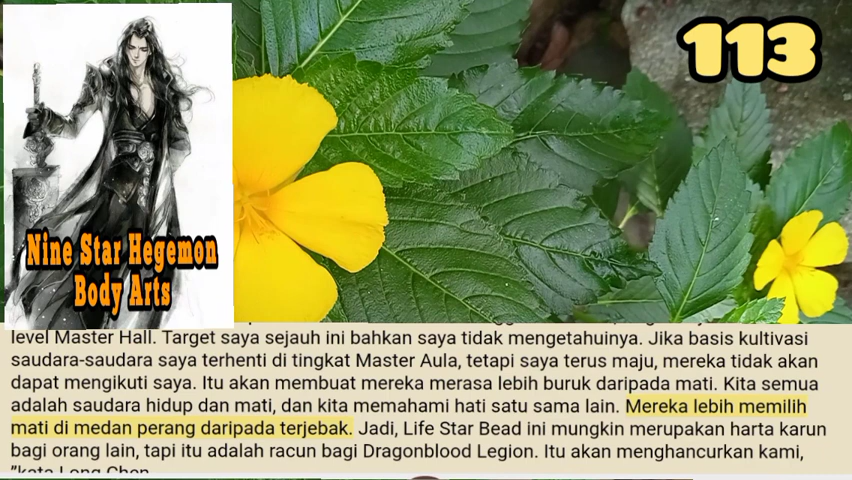 113
Nine Star Hegemon
Body Arts
level Master Hall. Target saya sejauh ini bahkan saya tidak mengetahuinya. Jika basis kultivasi
saudara-saudara saya terhenti di tingkat Master Aula, tetapi saya terus maju, mereka tidak akan
dapat mengikuti saya. Itu akan membuat mereka merasa lebih buruk daripada mati. Kita semua
adalah saudara hidup dan mati, dan kita memahami hati satu sama lain. Mereka lebih memilih
mati di medan perang daripada terjebak. Jadi, Life Star Bead ini mungkin merupakan harta karun
bagi orang lain, tapi itu adalah racun bagi Dragonblood Legion. Itu akan menghancurkan kami,
"kata Long Chen